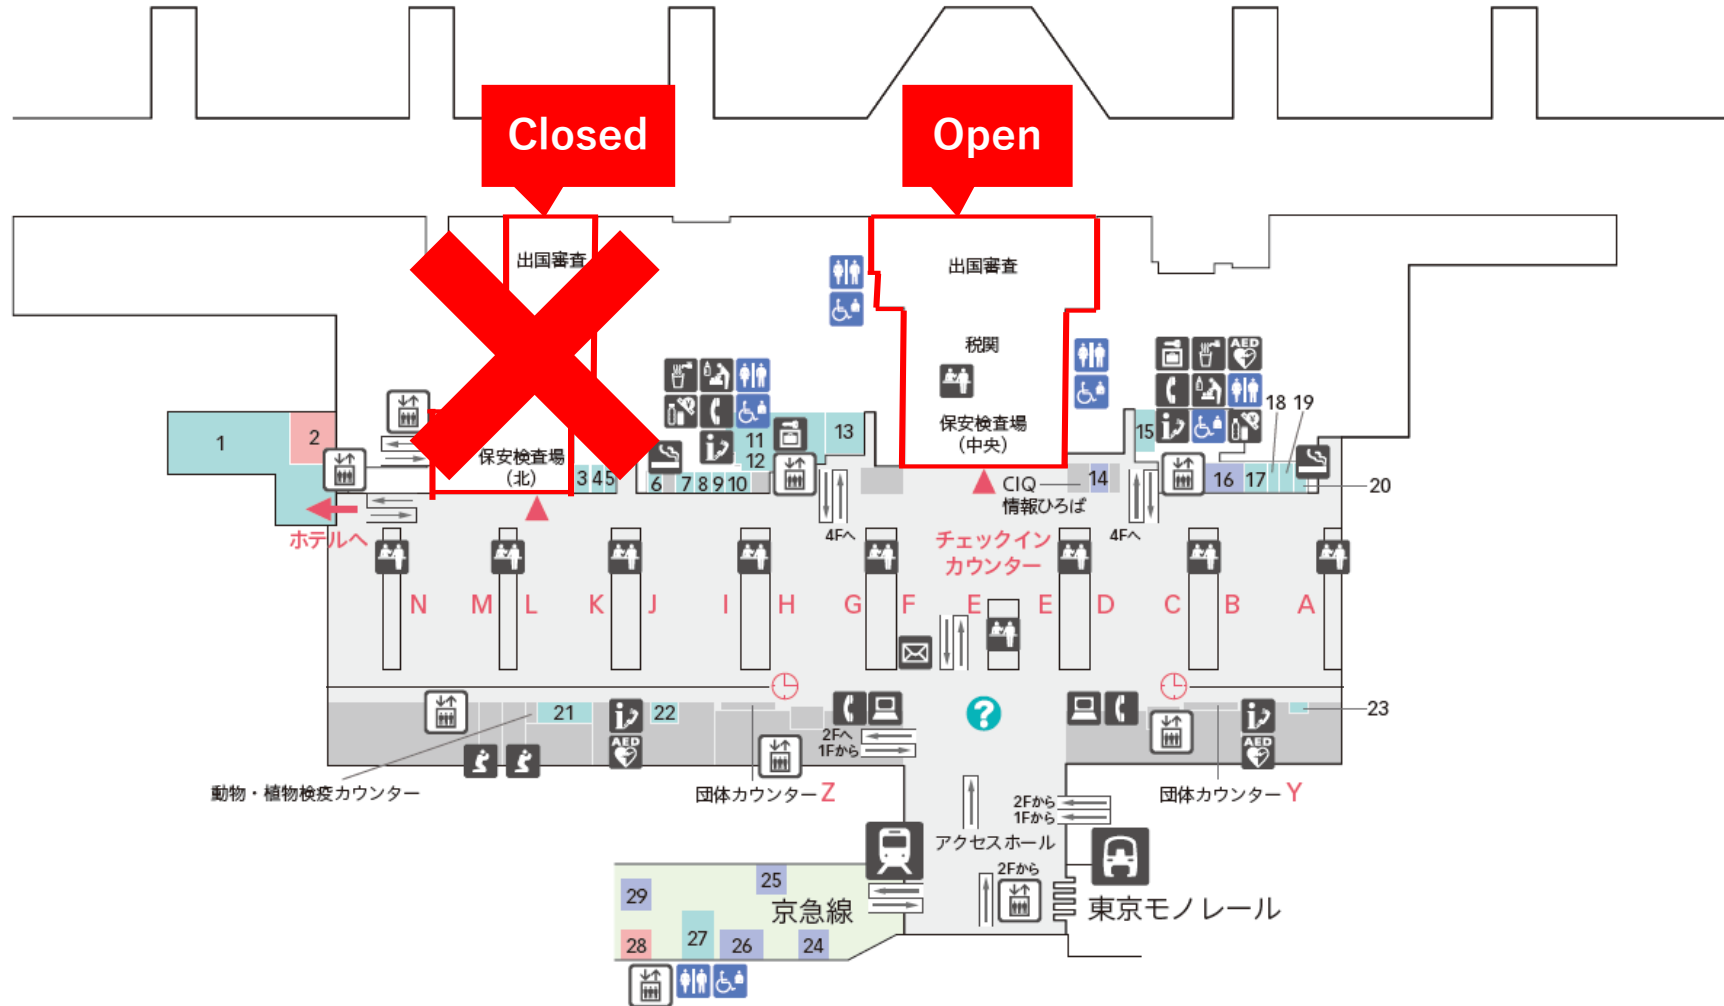 Closed
Open
出国審査
出国審査
税関
保安検査場
(中央)
保安検査場
(北)
AED
1
2
3
4
5
6
7
8
9
10
11
12
13
14
15
16
17
18
19
20
CIQ
情報ひろば
ホテルへ
4Fへ
チェックイン
カウンター
4Fへ
N
M
L
K
J
I
H
G
F
E
E
D
C
B
A
21
22
23
AED
AED
2Fへ
1Fから
動物・植物検疫カウンター
団体カウンター Z
団体カウンター Y
2Fから
1Fから
アクセスホール
2Fから
京急線
東京モノレール
25
29
28
27
26
24